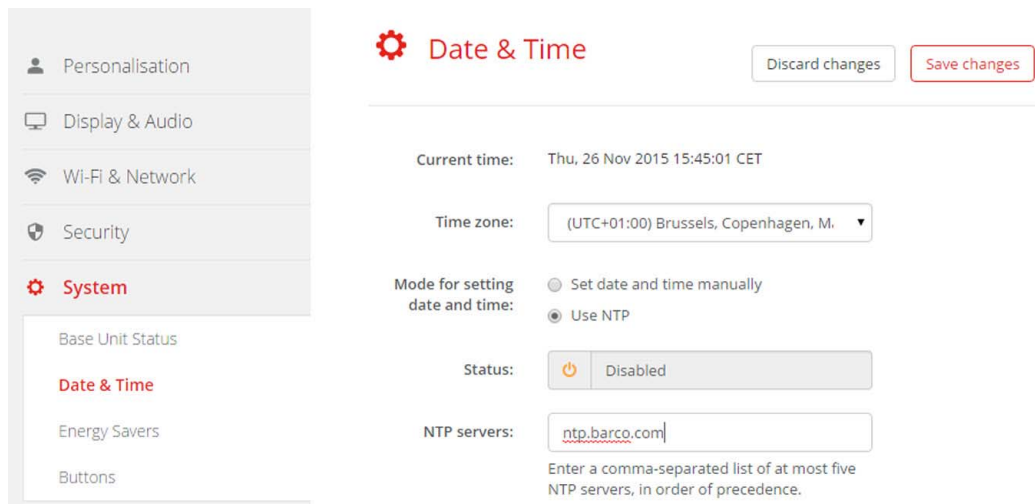 Personalisation
Display & Audio
Wi-Fi & Network
Security
System
Base Unit Status
Date & Time
Energy Savers
Buttons
Date & Time
Discard changes
Save changes
Current time:
Thu, 26 Nov 2015 15:45:01 CET
Time zone:
(UTC+01:00) Brussels, Copenhagen, M
Mode for setting
date and time:
Set date and time manually
Use NTP
Status:
Disabled
NTP servers:
ntp.barco.com
Enter a comma-separated list of at most five
NTP servers, in order of precedence.